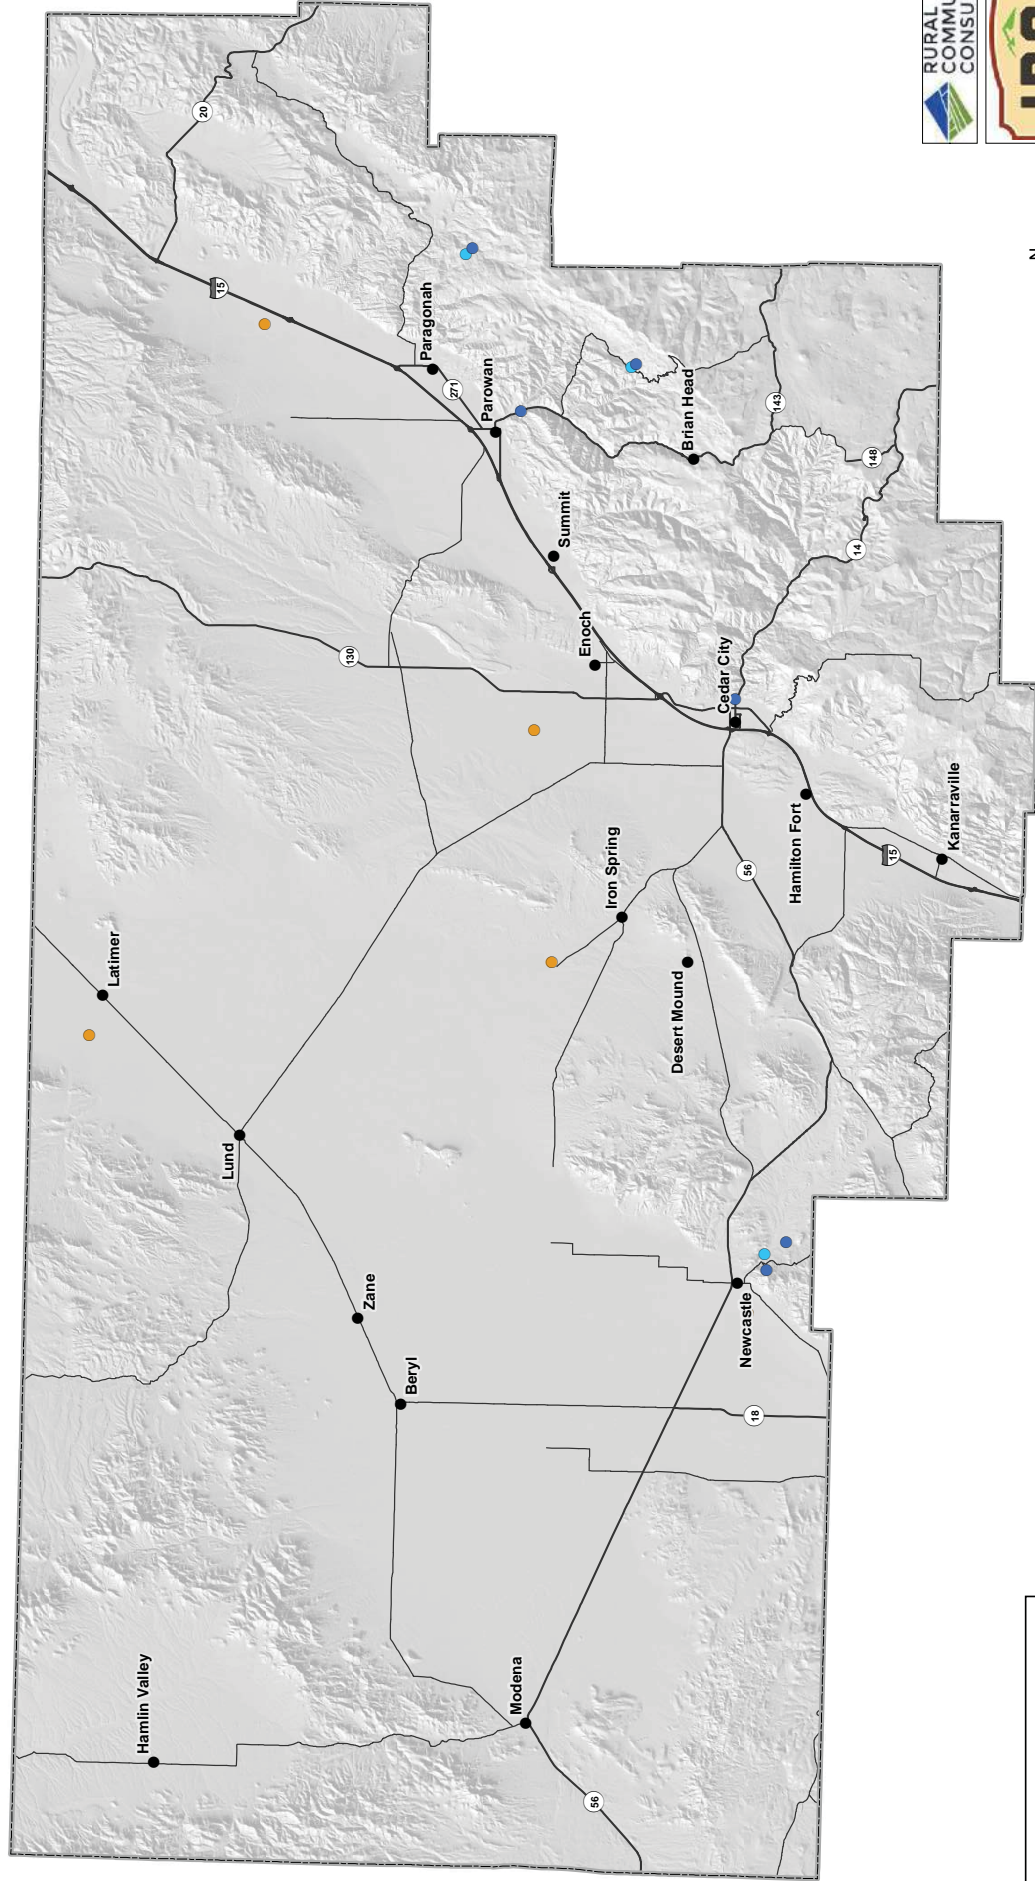 RURAL
COMMU
CONSU
N
20
15
Paragonah
271
Parowan
Brian Head
143
148
Summit
14
130
Enoch
Cedar City
Hamilton Fort
Kanarraville
15
56
Iron Spring
Desert Mound
Latimer
Lund
Zane
Beryl
Newcastle
18
Hamlin Valley
Modena
56